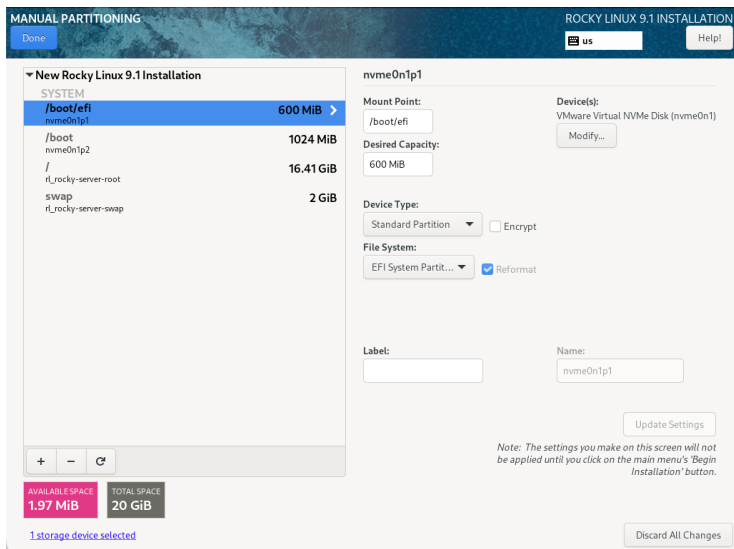 MANUAL PARTITIONING
ROCKY LINUX 9.1 INSTALLATION
Done
us
Help!
New Rocky Linux 9.1 Installation
SYSTEM
/boot/efi
600 MiB
nvme0n1p1
/boot
1024 MiB
nvme0n1p2
/
16.41 GiB
rl_rocky-server-root
swap
2 GiB
rl_rocky-server-swap
+ −
AVAILABLE SPACE
1.97 MiB
TOTAL SPACE
20 GiB
1 storage device selected
nvme0n1p1
Mount Point:
/boot/efi
Device(s):
VMware Virtual NVMe Disk (nvme0n1)
Modify...
Desired Capacity:
600 MiB
Device Type:
Standard Partition
Encrypt
File System:
EFI System Partit...
Reformat
Label:
Name:
nvme0n1p1
Update Settings
Note: The settings you make on this screen will not
be applied until you click on the main menu's 'Begin
Installation' button.
Discard All Changes